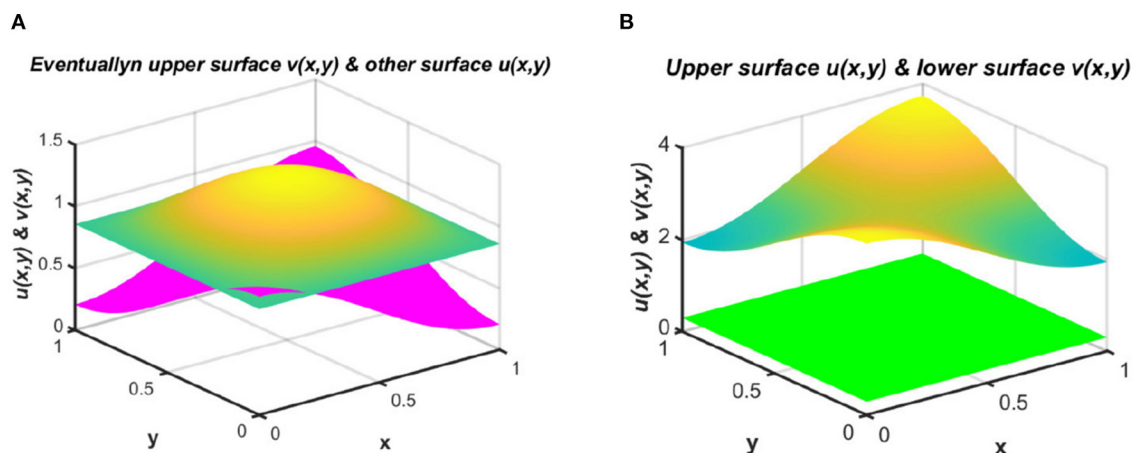 A
Eventuallyn upper surface v(x,y) & other surface u(x,y)
u(x,y) & v(x,y)
1.5
1
0.5
0
1
0.5
0
y
0
0.5
1
x
B
Upper surface u(x,y) & lower surface v(x,y)
u(x,y) & v(x,y)
4
2
0
1
0.5
0
y
0
0.5
1
x